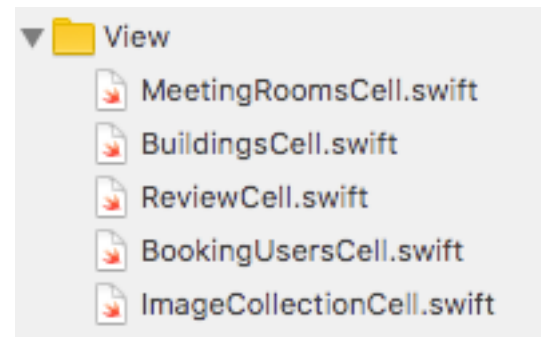 View
MeetingRoomsCell.swift
BuildingsCell.swift
ReviewCell.swift
BookingUsersCell.swift
ImageCollectionCell.swift